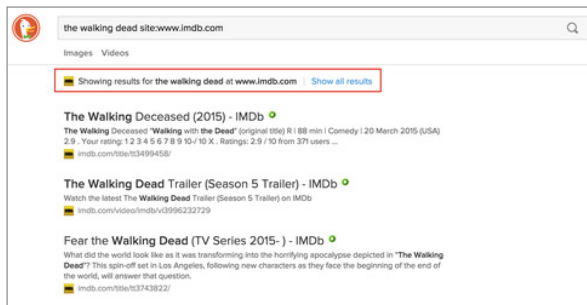 the walking dead site:www.imdb.com
Images Videos
Showing results for the walking dead at www.imdb.com | Show all results
The Walking Deceased (2015) - IMDb
The Walking Deceased "Walking with the Dead" (original title) R | 88 min | Comedy | 20 March 2015 (USA)
2.9 . Your rating: 1 2 3 4 5 6 7 8 9 10-/ 10 X . Ratings: 2.9 / 10 from 371 users ...
imdb.com/title/tt3499458/
The Walking Dead Trailer (Season 5 Trailer) - IMDb
Watch the latest The Walking Dead Trailer (Season 5 Trailer) on IMDb
imdb.com/video/imdb/vi3996232729
Fear the Walking Dead (TV Series 2015- ) - IMDb
What did the world look like as it was transforming into the horrifying apocalypse depicted in "The Walking
Dead"? This spin-off set in Los Angeles, following new characters as they face the beginning of the end of
the world, will answer that question.
imdb.com/title/tt3743822/